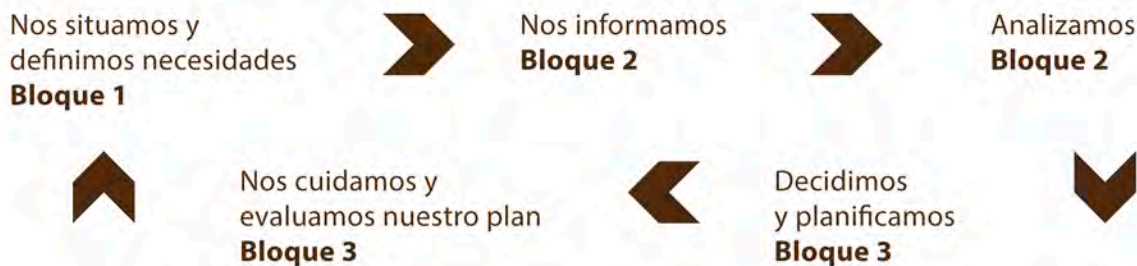 Nos situamos y
definimos necesidades
Bloque 1
Nos informamos
Bloque 2
Analizamos
Bloque 2
Decidimos
y planificamos
Bloque 3
Nos cuidamos y
evaluamos nuestro plan
Bloque 3